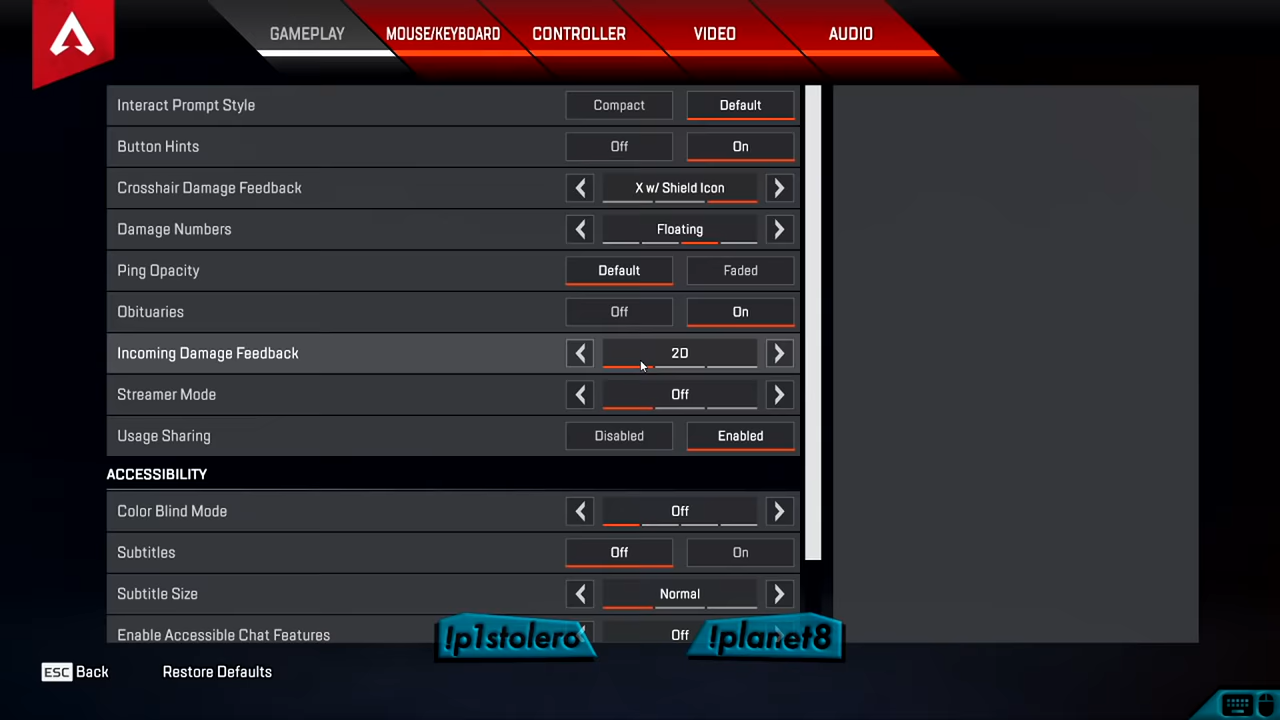 GAMEPLAY MOUSE/KEYBOARD CONTROLLER VIDEO AUDIO
Interact Prompt Style Compact Default
Button Hints Off On
Crosshair Damage Feedback X w/ Shield Icon
Damage Numbers Floating
Ping Opacity Default Faded
Obituaries Off On
Incoming Damage Feedback 2D
Streamer Mode Off
Usage Sharing Disabled Enabled
ACCESSIBILITY
Color Blind Mode Off
Subtitles Off On
Subtitle Size Normal
Enable Accessible Chat Features Off
!p1stolero !planet8
ESC Back Restore Defaults